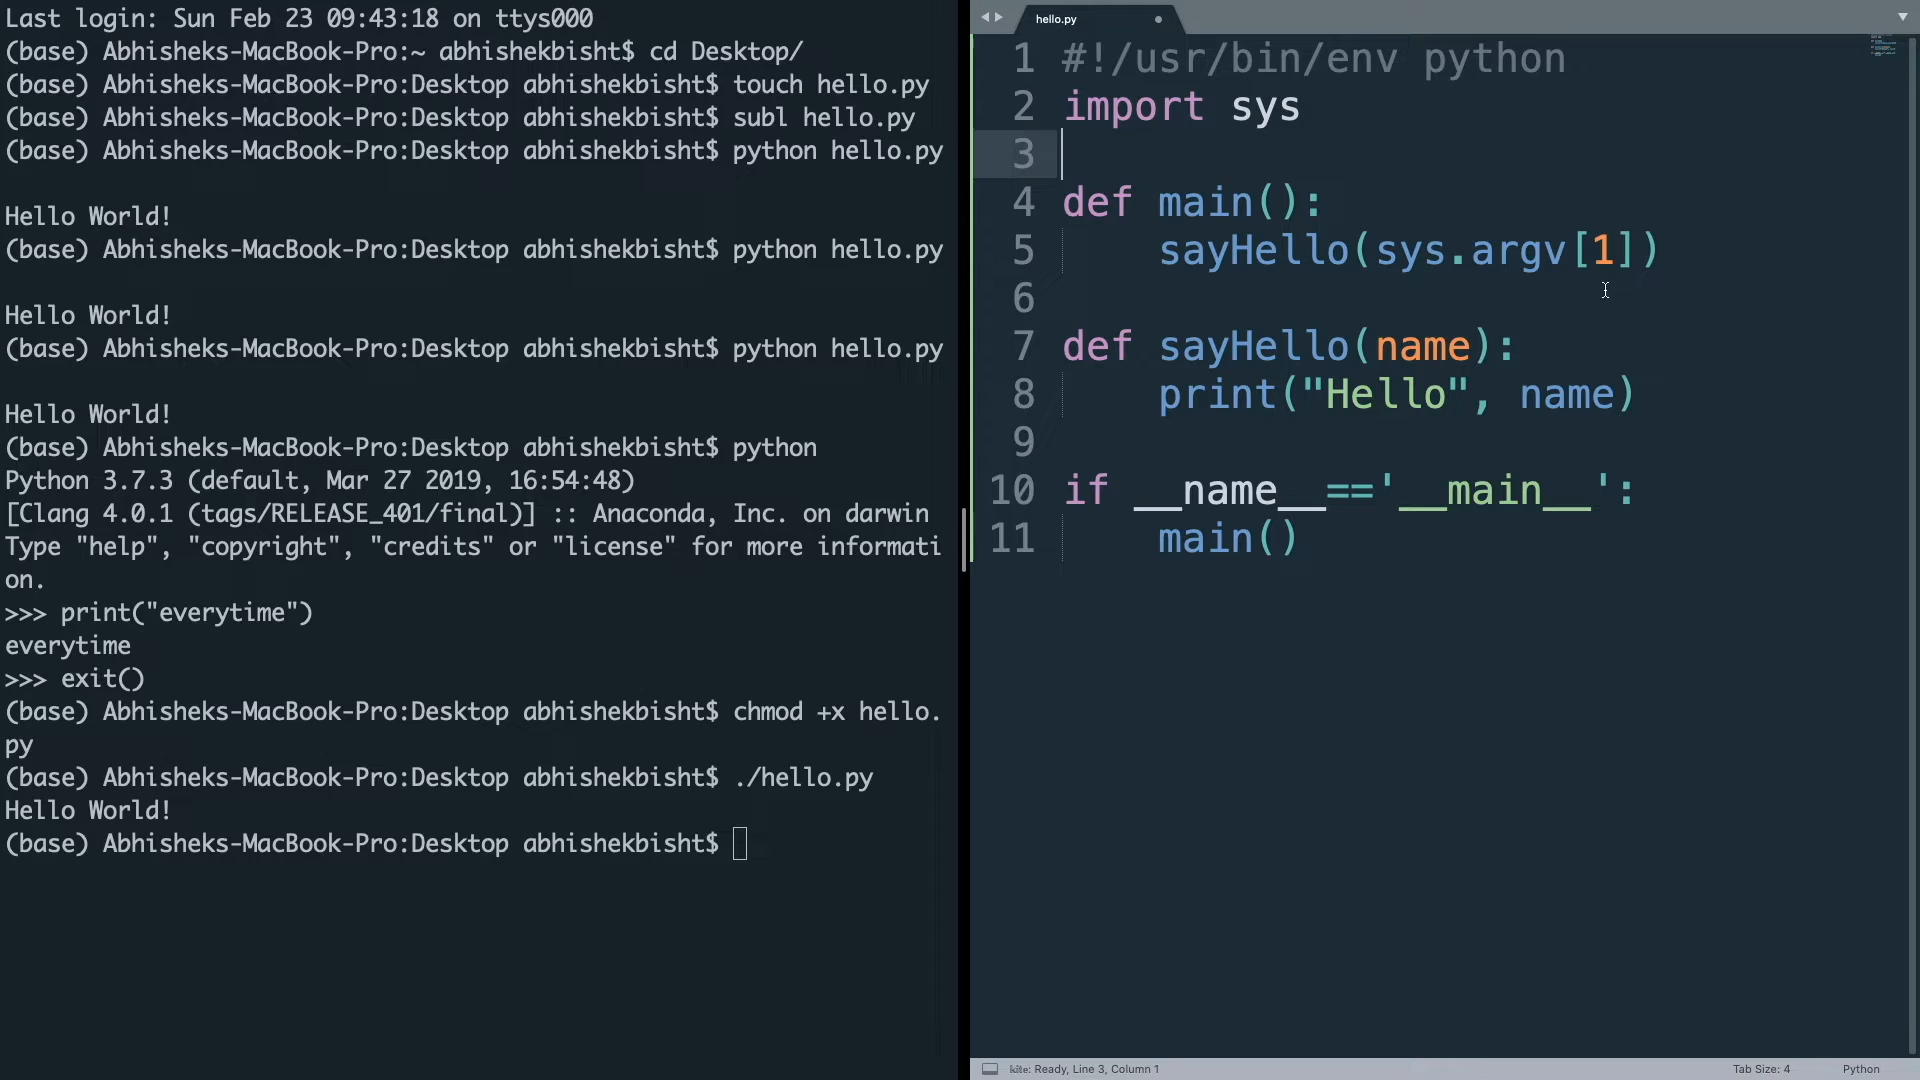 Last login: Sun Feb 23 09:43:18 on ttys000
(base) Abhisheks-MacBook-Pro:~ abhishekbisht$ cd Desktop/
(base) Abhisheks-MacBook-Pro:Desktop abhishekbisht$ touch hello.py
(base) Abhisheks-MacBook-Pro:Desktop abhishekbisht$ subl hello.py
(base) Abhisheks-MacBook-Pro:Desktop abhishekbisht$ python hello.py
Hello World!
(base) Abhisheks-MacBook-Pro:Desktop abhishekbisht$ python hello.py
Hello World!
(base) Abhisheks-MacBook-Pro:Desktop abhishekbisht$ python hello.py
Hello World!
(base) Abhisheks-MacBook-Pro:Desktop abhishekbisht$ python
Python 3.7.3 (default, Mar 27 2019, 16:54:48)
[Clang 4.0.1 (tags/RELEASE_401/final)] :: Anaconda, Inc. on darwin
Type "help", "copyright", "credits" or "license" for more informati
on.
>>> print("everytime")
everytime
>>> exit()
(base) Abhisheks-MacBook-Pro:Desktop abhishekbisht$ chmod +x hello.
py
(base) Abhisheks-MacBook-Pro:Desktop abhishekbisht$ ./hello.py
Hello World!
(base) Abhisheks-MacBook-Pro:Desktop abhishekbisht$
hello.py
1 #!/usr/bin/env python
2 import sys
3
4 def main():
5     sayHello(sys.argv[1])
6
7 def sayHello(name):
8     print("Hello", name)
9
10 if __name__=='__main__':
11     main()
kite: Ready, Line 3, Column 1
Tab Size: 4
Python